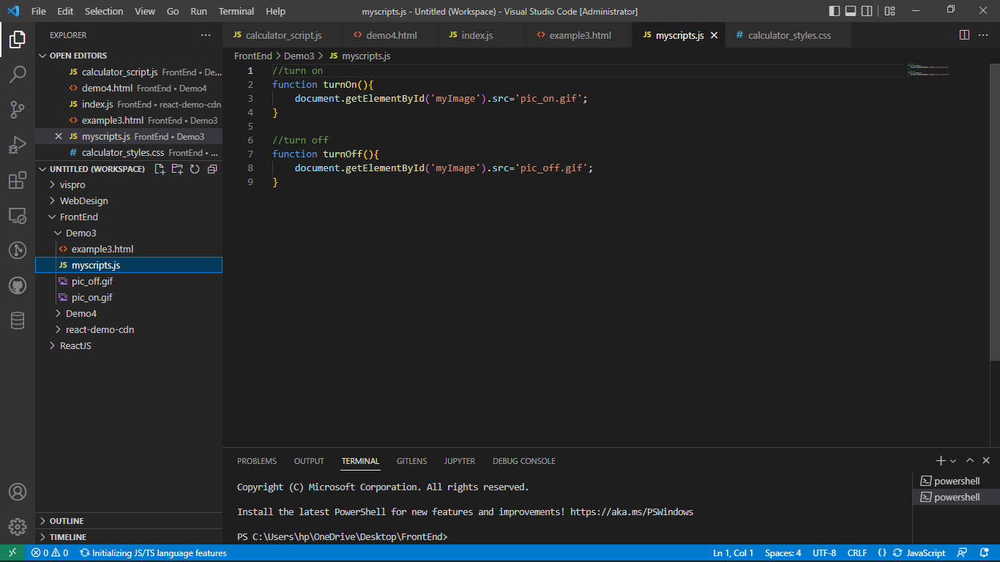 File Edit Selection View Go Run Terminal Help myscripts.js - Untitled (Workspace) - Visual Studio Code [Administrator]
EXPLORER
OPEN EDITORS
JS calculator_script.js FrontEnd • De...
<> demo4.html FrontEnd • Demo4
JS index.js FrontEnd • react-demo-cdn
<> example3.html FrontEnd • Demo3
JS myscripts.js FrontEnd • Demo3
# calculator_styles.css FrontEnd • ...
UNTITLED (WORKSPACE)
vispro
WebDesign
FrontEnd
Demo3
<> example3.html
JS myscripts.js
pic_off.gif
pic_on.gif
Demo4
react-demo-cdn
ReactJS
OUTLINE
TIMELINE
JS calculator_script.js <> demo4.html JS index.js <> example3.html JS myscripts.js # calculator_styles.css
FrontEnd > Demo3 > JS myscripts.js
1 //turn on
2 function turnOn(){
3 document.getElementById('myImage').src='pic_on.gif';
4 }
5
6 //turn off
7 function turnOff(){
8 document.getElementById('myImage').src='pic_off.gif';
9 }
PROBLEMS OUTPUT TERMINAL GITLENS JUPYTER DEBUG CONSOLE
Copyright (C) Microsoft Corporation. All rights reserved.
Install the latest PowerShell for new features and improvements! https://aka.ms/PSWindows
PS C:\Users\hp\OneDrive\Desktop\FrontEnd>
powershell
powershell
0 0 Initializing JS/TS language features Ln 1, Col 1 Spaces: 4 UTF-8 CRLF {} JavaScript